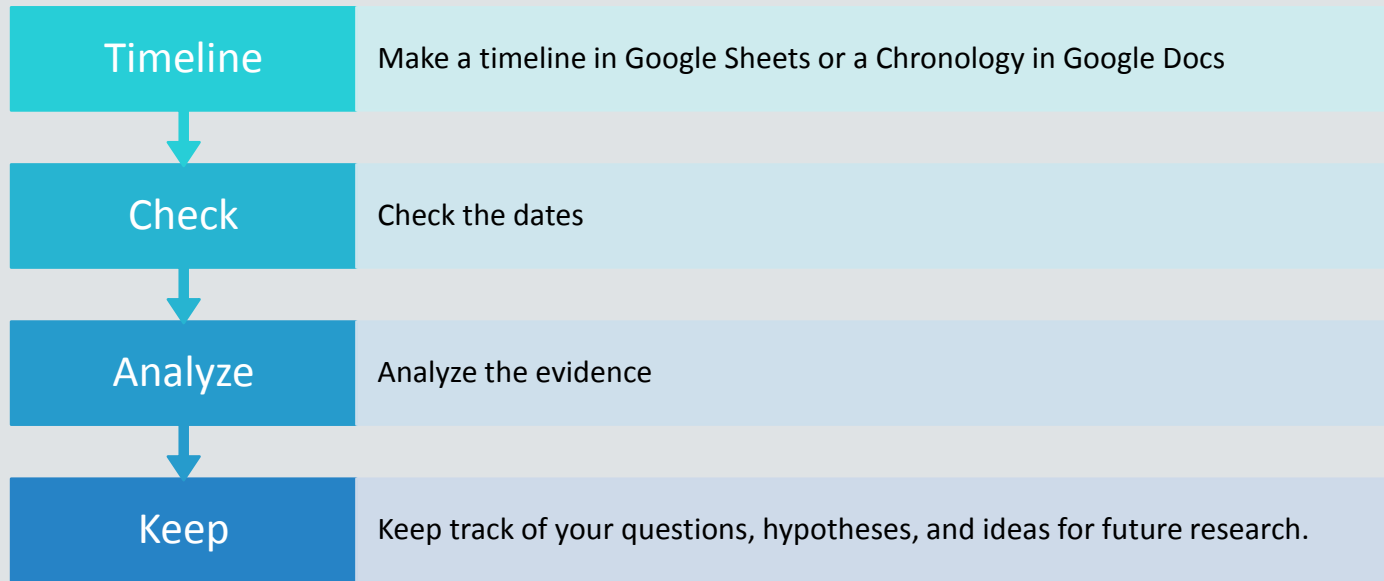 Timeline
Make a timeline in Google Sheets or a Chronology in Google Docs
Check
Check the dates
Analyze
Analyze the evidence
Keep
Keep track of your questions, hypotheses, and ideas for future research.